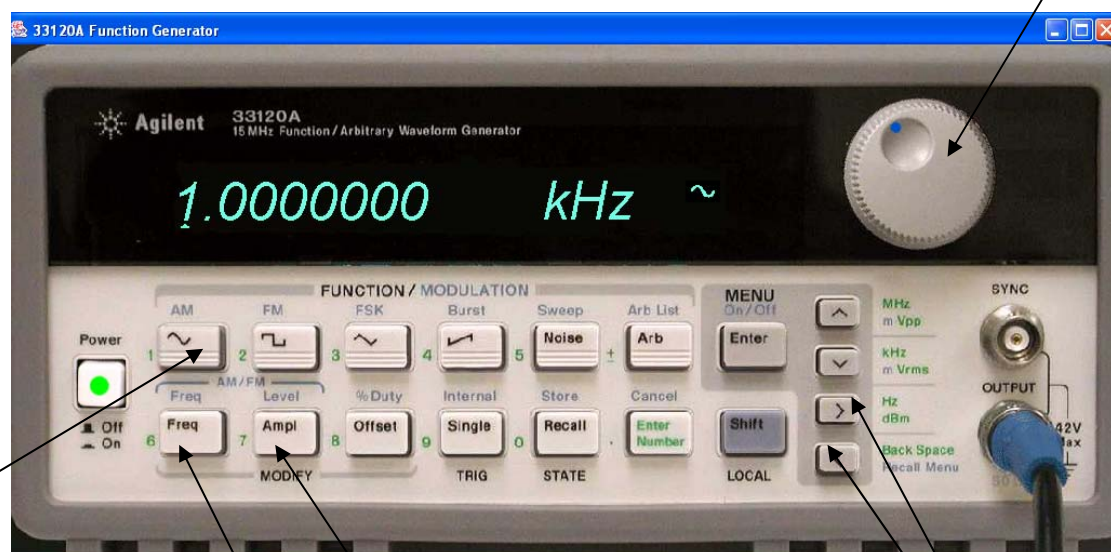 33120A Function Generator
Agilent 33120A
15 MHz Function / Arbitrary Waveform Generator
1.0000000 kHz ~
FUNCTION / MODULATION
AM FM FSK Burst Sweep Arb List
Power
1 2 3 4 5 Noise ± Arb
AM/FM
Freq Level % Duty Internal Store Cancel
Off
On
6 Freq 7 Ampl 8 Offset 9 Single 0 Recall . Enter Number
MODIFY TRIG STATE
MENU
On/Off
Enter
Shift
LOCAL
MHz
m Vpp
kHz
m Vrms
Hz
dBm
Back Space
Recall Menu
SYNC
OUTPUT
42V